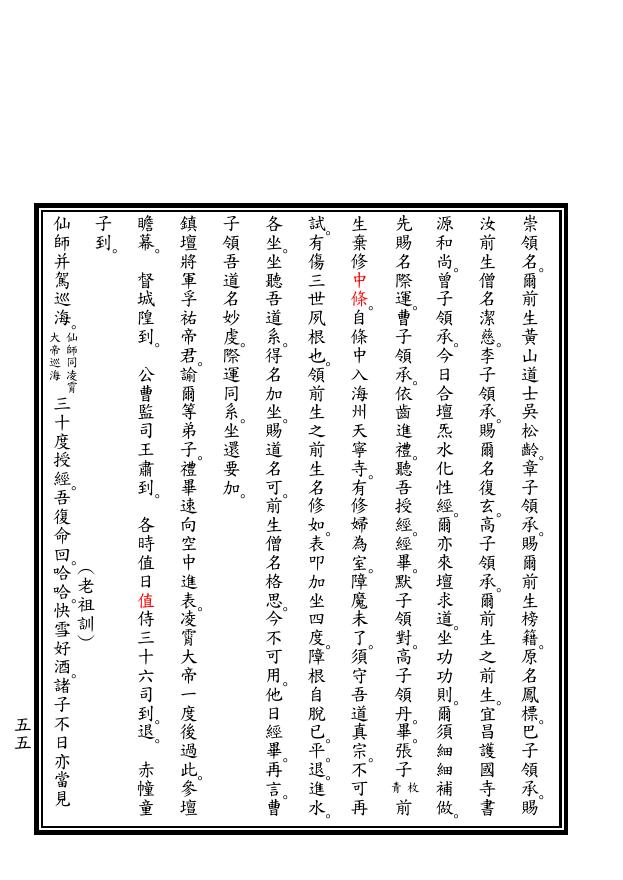 崇領名。爾前生黃山道士吳松齡。章子領承。賜爾前生榜籍。原名鳳標。巴子領承。賜
汝前生僧名潔慈。李子領承。賜爾名復玄。高子領承。爾前生之前生。宜昌護國寺書
源和尚。曾子領承。今日合壇炁水化性經。爾亦來壇求道。坐功功則。爾須細細補做。
先賜名際運。曹子領承。依齒進禮。聽吾授經。經畢。默子領對。高子領丹。畢。張子枚青前
生棄修中條。自條中入海州天寧寺。有修婦為室。障魔未了。須守吾道真宗。不可再
試。有傷三世夙根也。領前生之前生名修如。表叩加坐四度。障根自脫已。平。退。進水。
各坐。坐聽吾道系。得名加坐。賜道名可。前生僧名格思。今不可用。他日經畢。再言。曹
子領吾道名妙虔。際運同系。坐還要加。
鎮壇將軍孚祐帝君。諭爾等弟子。禮畢速向空中進表。凌霄大帝一度後過此。參壇
瞻幕。　督城隍到。　公曹監司王肅到。　各時值日值侍三十六司到。退。　赤幢童
子到。
仙師并駕巡海。仙師同凌霄大帝巡海三十度授經。吾復命回。哈哈。快雪好酒。諸子不日亦當見
（老祖訓）
五五